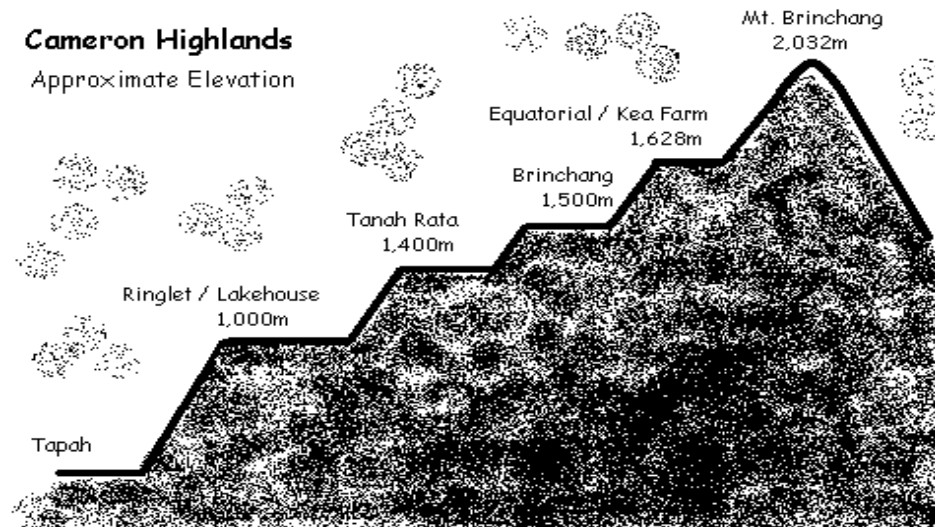 Cameron Highlands
Approximate Elevation
Mt. Brinchang
2,032m
Equatorial / Kea Farm
1,628m
Brinchang
1,500m
Tanah Rata
1,400m
Ringlet / Lakehouse
1,000m
Tapah